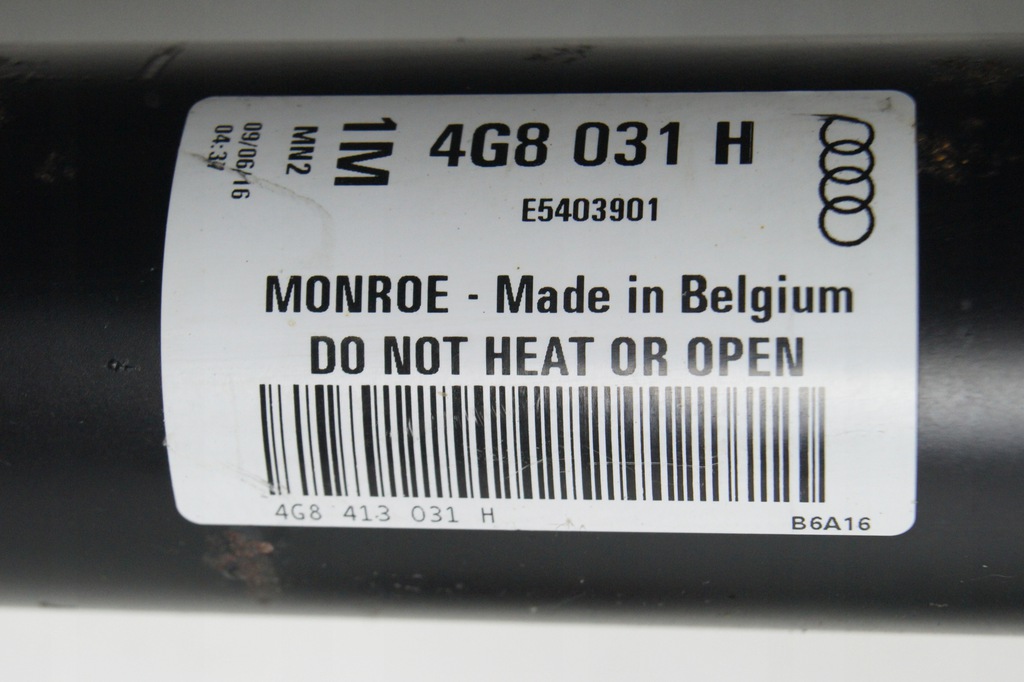 4G8 031 H
E5403901
1M
MN2
09/06/16
04:37
MONROE - Made in Belgium
DO NOT HEAT OR OPEN
4G8 413 031 H
B6A16